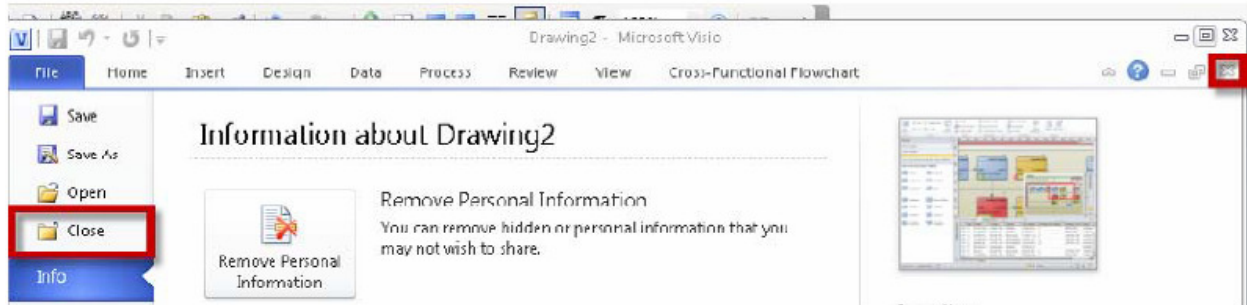 Drawing2 - Microsoft Visio
File Home Insert Design Data Process Review View Cross-Functional Flowchart
Save
Save As
Open
Close
Info
Information about Drawing2
Remove Personal
Information
Remove Personal Information
You can remove hidden or personal information that you
may not wish to share.